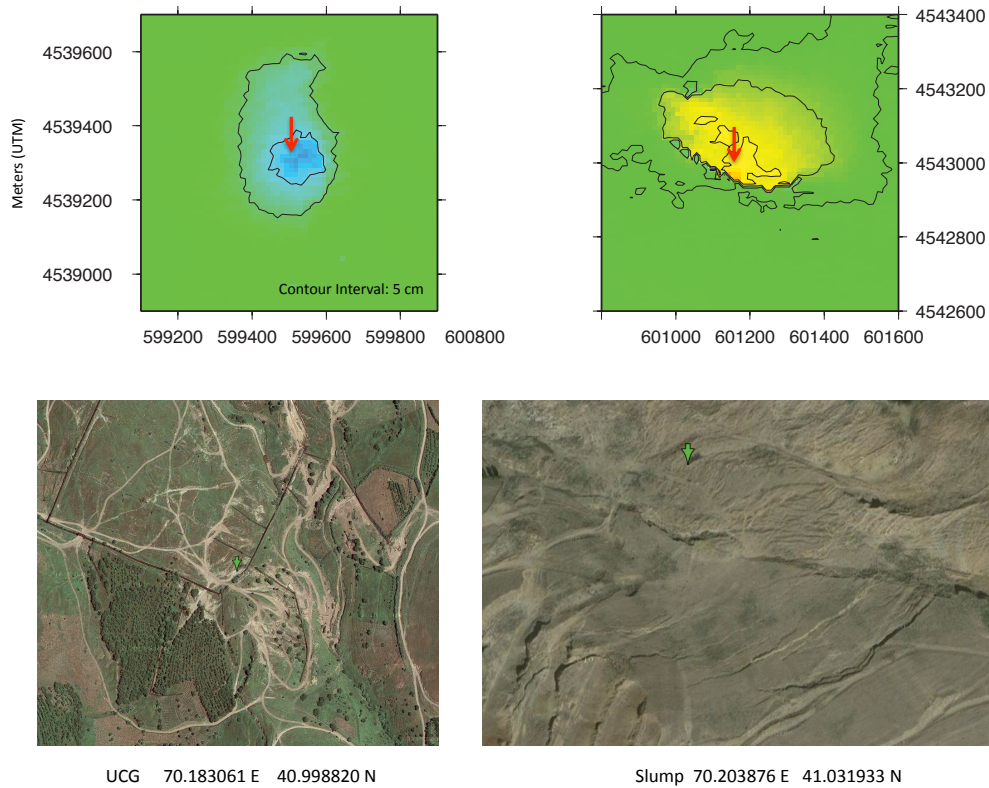 Meters (UTM)
4539600
4539400
4539200
4539000
Contour Interval: 5 cm
599200 599400 599600 599800 600800
4543400
4543200
4543000
4542800
4542600
601000 601200 601400 601600
UCG 70.183061 E 40.998820 N
Slump 70.203876 E 41.031933 N